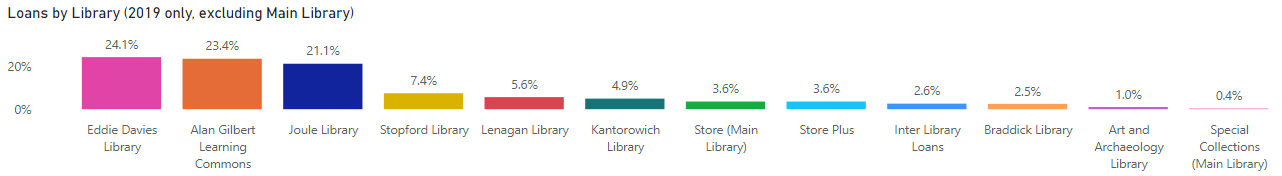 Loans by Library (2019 only, excluding Main Library)
24.1%
23.4%
21.1%
7.4%
5.6%
4.9%
3.6%
3.6%
2.6%
2.5%
1.0%
0.4%
20%
0%
Eddie Davies
Library
Alan Gilbert
Learning
Commons
Joule Library
Stopford Library
Lenagan Library
Kantorowich
Library
Store (Main
Library)
Store Plus
Inter Library
Loans
Braddick Library
Art and
Archaeology
Library
Special
Collections
(Main Library)